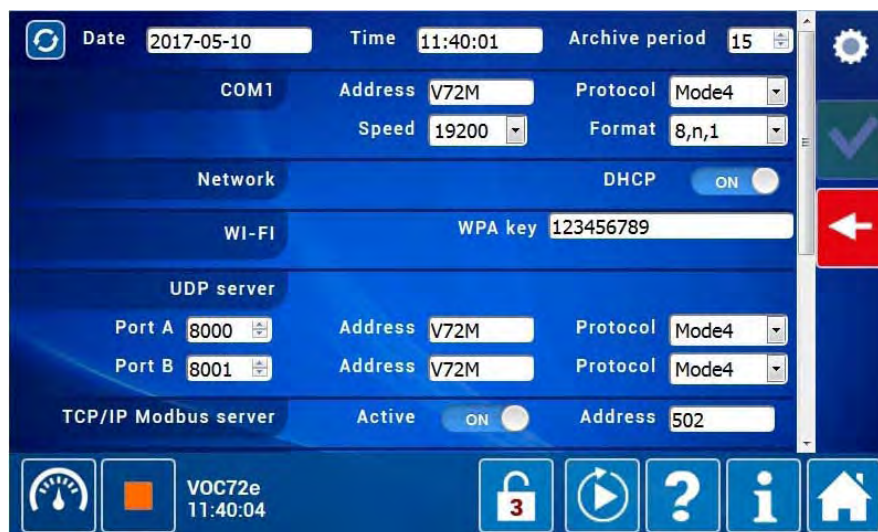 Date 2017-05-10 Time 11:40:01 Archive period 15
COM1 Address V72M Protocol Mode4
Speed 19200 Format 8,n,1
Network DHCP ON
WI-FI WPA key 123456789
UDP server
Port A 8000 Address V72M Protocol Mode4
Port B 8001 Address V72M Protocol Mode4
TCP/IP Modbus server Active ON Address 502
VOC72e
11:40:04
3
?
i